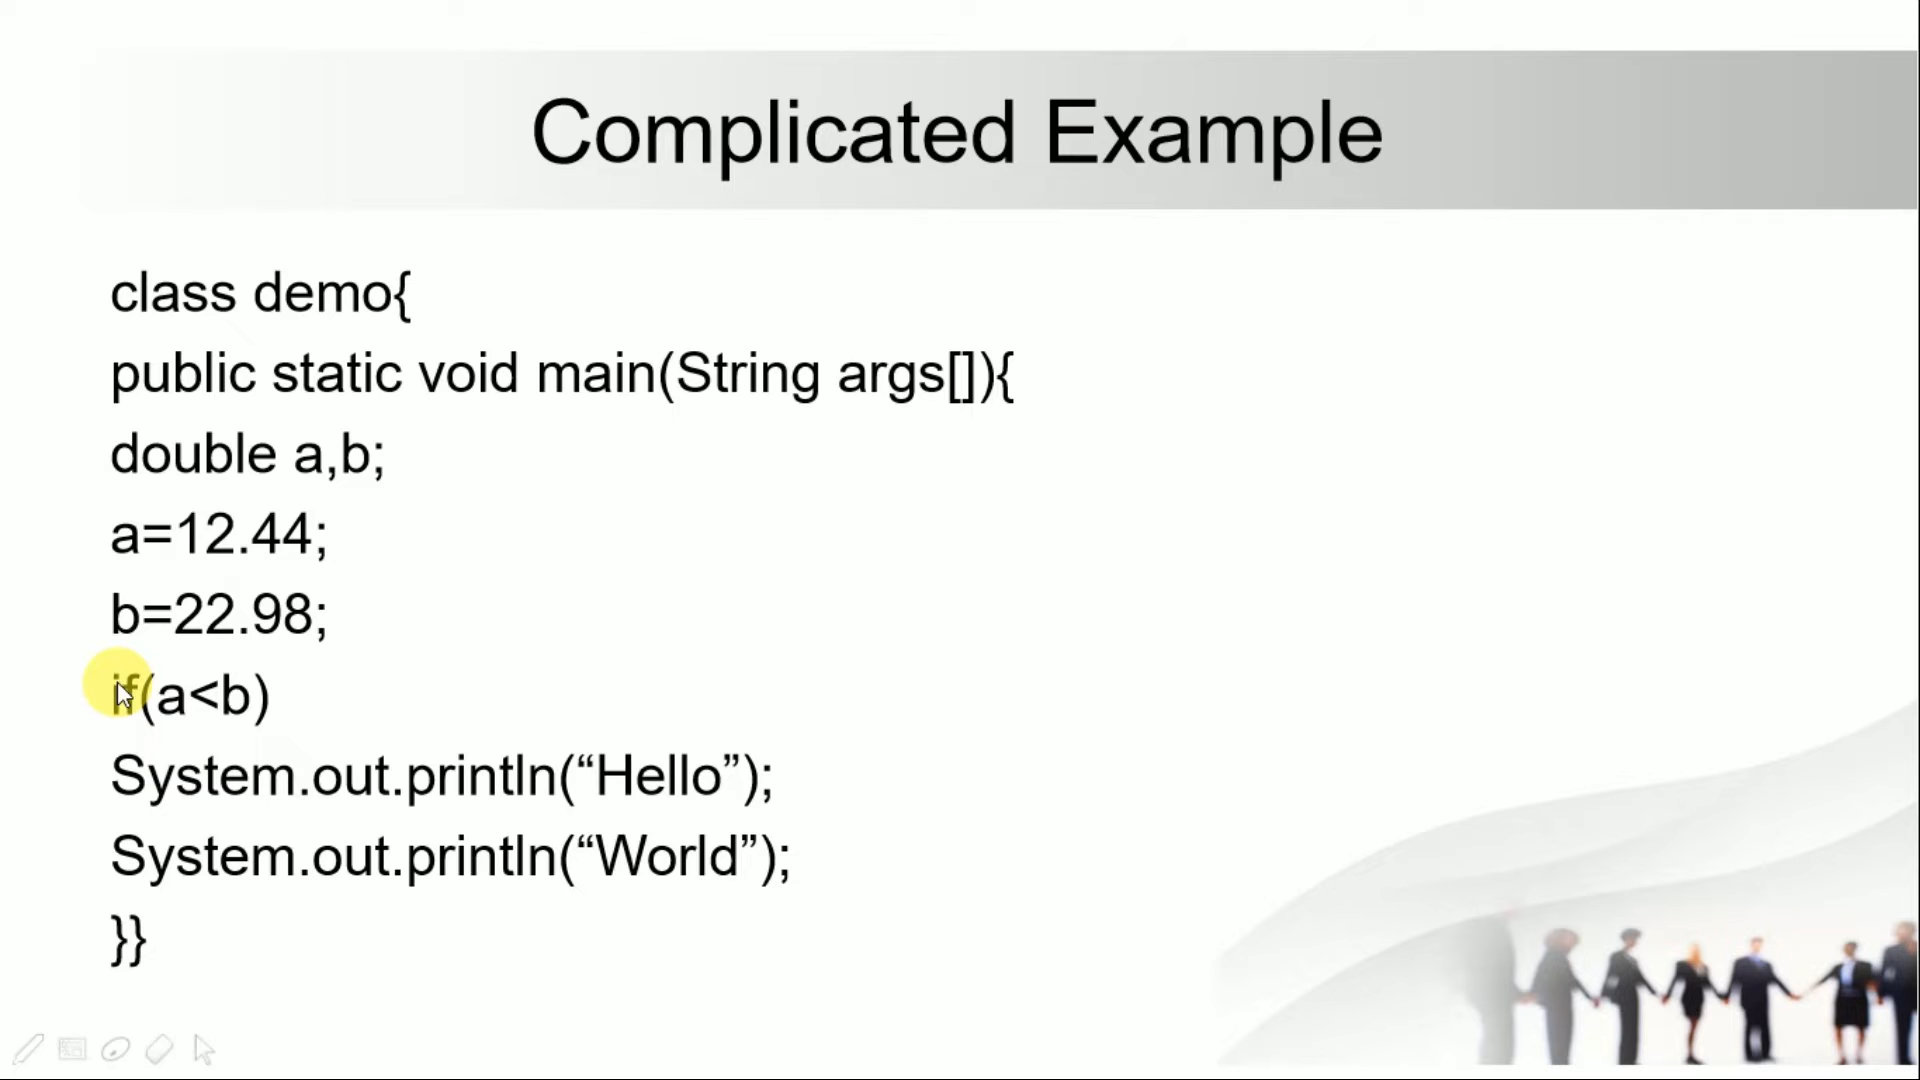 Complicated Example
class demo{
public static void main(String args[]){
double a,b;
a=12.44;
b=22.98;
if(a<b)
System.out.println(“Hello”);
System.out.println(“World”);
}}